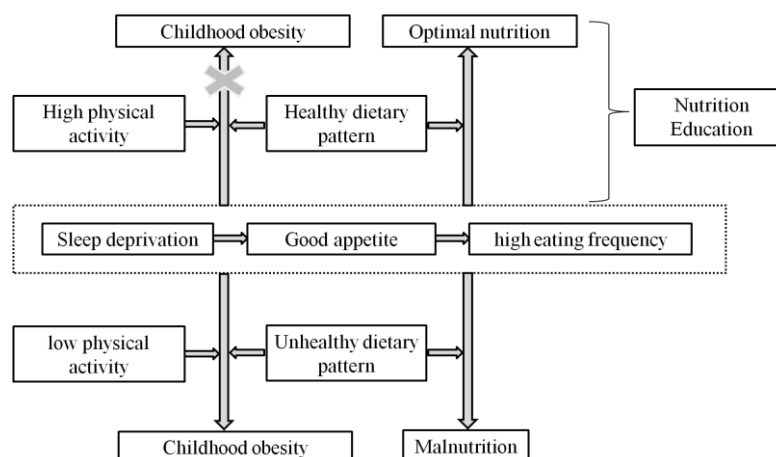 Childhood obesity
Optimal nutrition
High physical
activity
Healthy dietary
pattern
Nutrition
Education
Sleep deprivation
Good appetite
high eating frequency
low physical
activity
Unhealthy dietary
pattern
Childhood obesity
Malnutrition